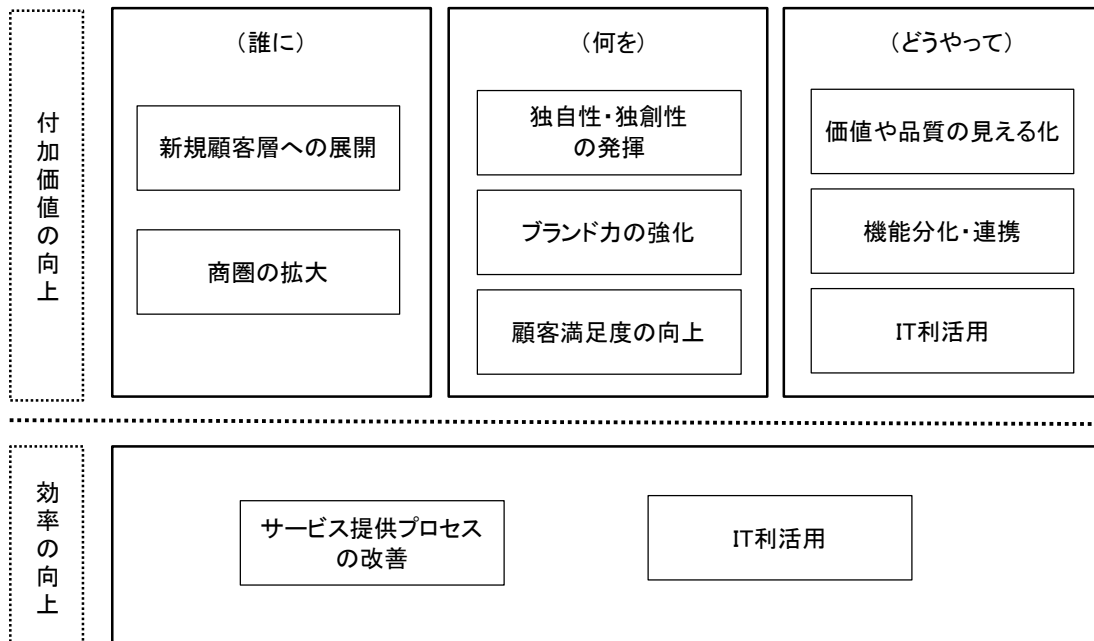 付加価値の向上
（誰に）
新規顧客層への展開
商圏の拡大
（何を）
独自性・独創性
の発揮
ブランド力の強化
顧客満足度の向上
（どうやって）
価値や品質の見える化
機能分化・連携
IT利活用
効率の向上
サービス提供プロセス
の改善
IT利活用